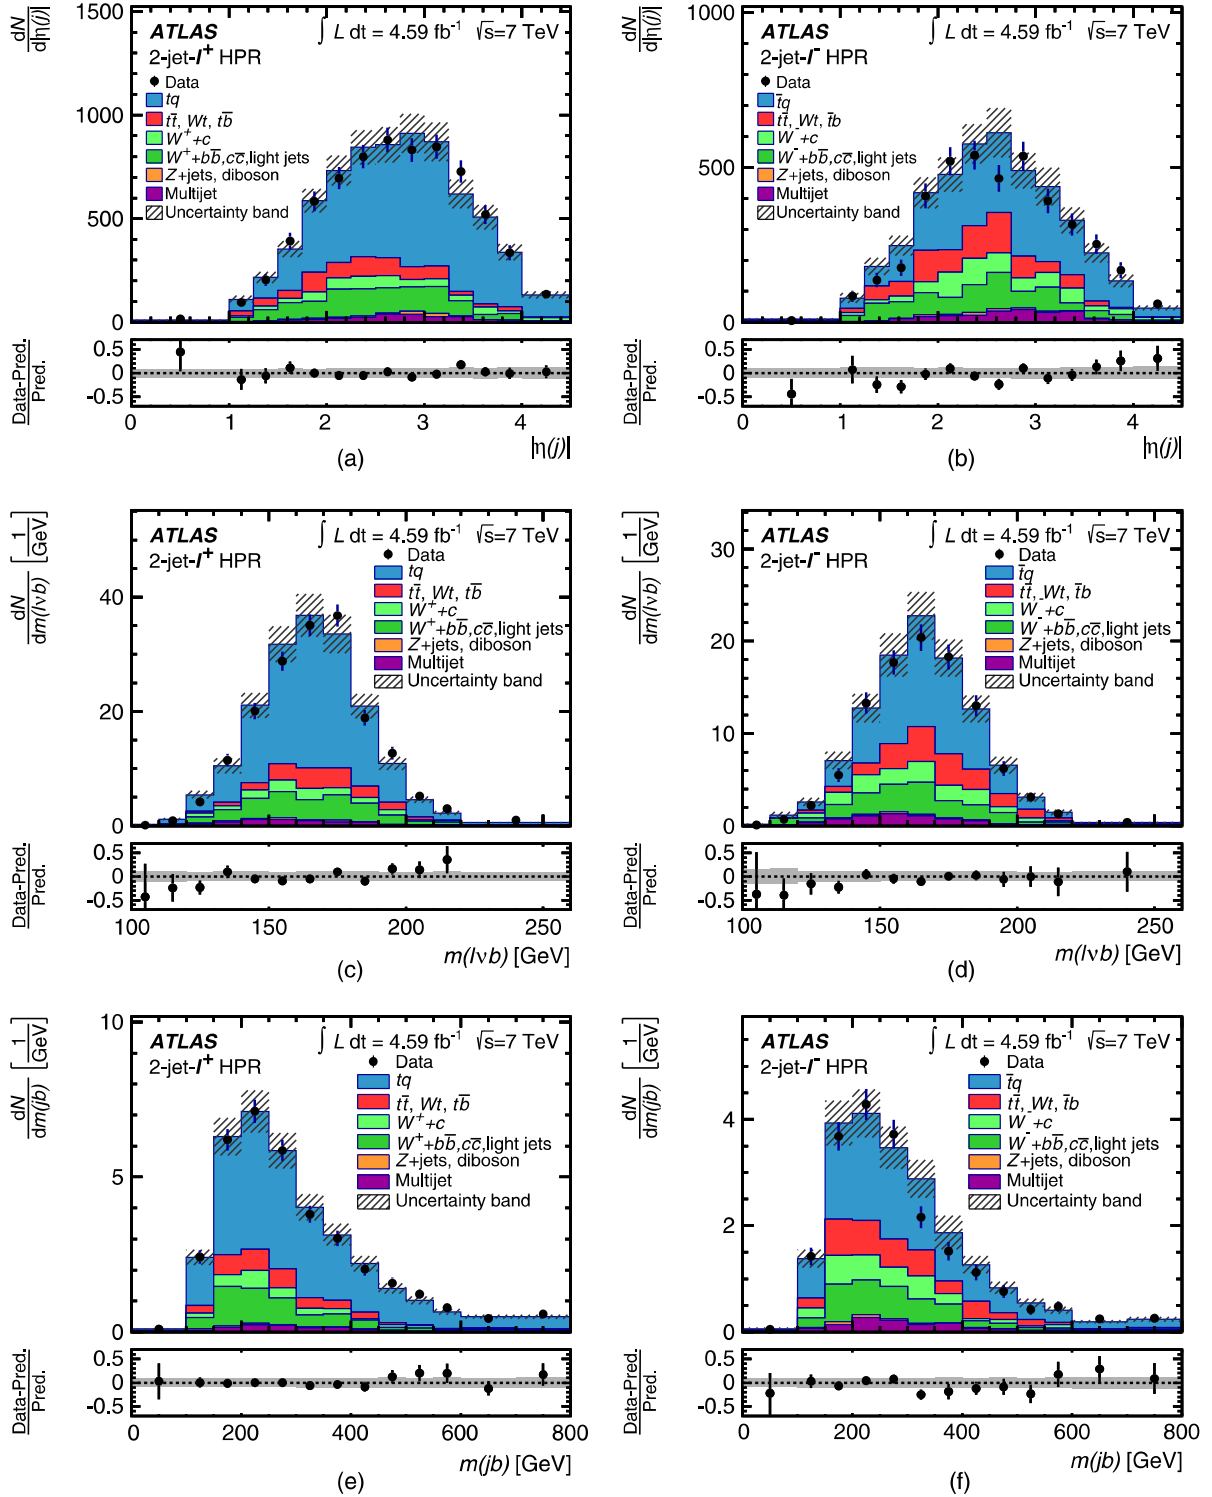 dN
d|η(j)|
1500
1000
500
0
ATLAS
∫ L dt = 4.59 fb⁻¹ √s=7 TeV
2-jet-l⁺ HPR
Data
tq
tt̄, Wt, tb̄
W⁺+c
W⁺+bb̄,cc̄,light jets
Z+jets, diboson
Multijet
Uncertainty band
Data-Pred.
Pred.
0.5
0
-0.5
0 1 2 3 4
|η(j)|
(a)
dN
d|η(j)|
1000
500
0
ATLAS
∫ L dt = 4.59 fb⁻¹ √s=7 TeV
2-jet-l⁻ HPR
Data
t̄q
tt̄, Wt, t̄b
W⁻+c
W⁻+bb̄,cc̄,light jets
Z+jets, diboson
Multijet
Uncertainty band
Data-Pred.
Pred.
0.5
0
-0.5
0 1 2 3 4
|η(j)|
(b)
dN
dm(lνb)
[1/GeV]
40
20
0
ATLAS
∫ L dt = 4.59 fb⁻¹ √s=7 TeV
2-jet-l⁺ HPR
Data
tq
tt̄, Wt, tb̄
W⁺+c
W⁺+bb̄,cc̄,light jets
Z+jets, diboson
Multijet
Uncertainty band
Data-Pred.
Pred.
0.5
0
-0.5
100 150 200 250
m(lνb) [GeV]
(c)
dN
dm(lνb)
[1/GeV]
32
24
16
8
0
ATLAS
∫ L dt = 4.59 fb⁻¹ √s=7 TeV
2-jet-l⁻ HPR
Data
t̄q
tt̄, Wt, t̄b
W⁻+c
W⁻+bb̄,cc̄,light jets
Z+jets, diboson
Multijet
Uncertainty band
Data-Pred.
Pred.
0.5
0
-0.5
100 150 200 250
m(lνb) [GeV]
(d)
dN
dm(jb)
[1/GeV]
10
5
0
ATLAS
∫ L dt = 4.59 fb⁻¹ √s=7 TeV
2-jet-l⁺ HPR
Data
tq
tt̄, Wt, tb̄
W⁺+c
W⁺+bb̄,cc̄,light jets
Z+jets, diboson
Multijet
Uncertainty band
Data-Pred.
Pred.
0.5
0
-0.5
200 400 600 800
m(jb) [GeV]
(e)
dN
dm(jb)
[1/GeV]
4
2
0
ATLAS
∫ L dt = 4.59 fb⁻¹ √s=7 TeV
2-jet-l⁻ HPR
Data
t̄q
tt̄, Wt, t̄b
W⁻+c
W⁻+bb̄,cc̄,light jets
Z+jets, diboson
Multijet
Uncertainty band
Data-Pred.
Pred.
0.5
0
-0.5
200 400 600 800
m(jb) [GeV]
(f)